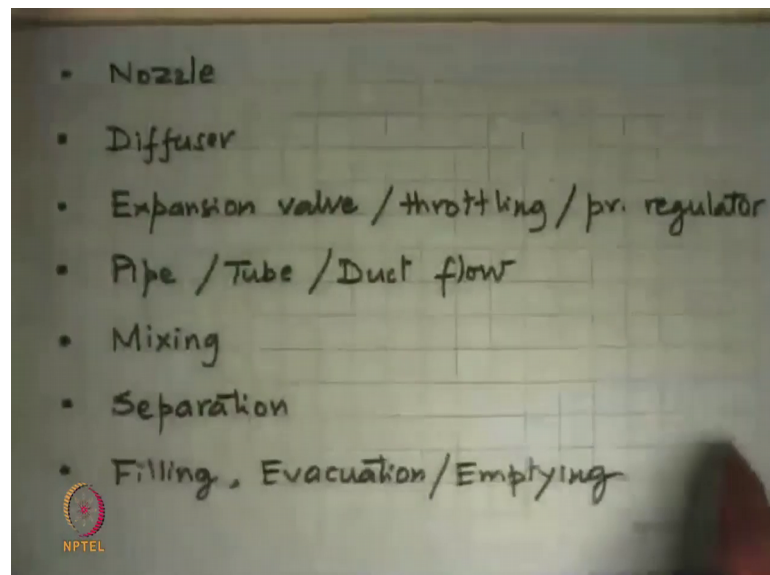 • Nozzle
• Diffuser
• Expansion valve / throttling / pr. regulator
• Pipe / Tube / Duct flow
• Mixing
• Separation
• Filling, Evacuation/Emptying
NPTEL